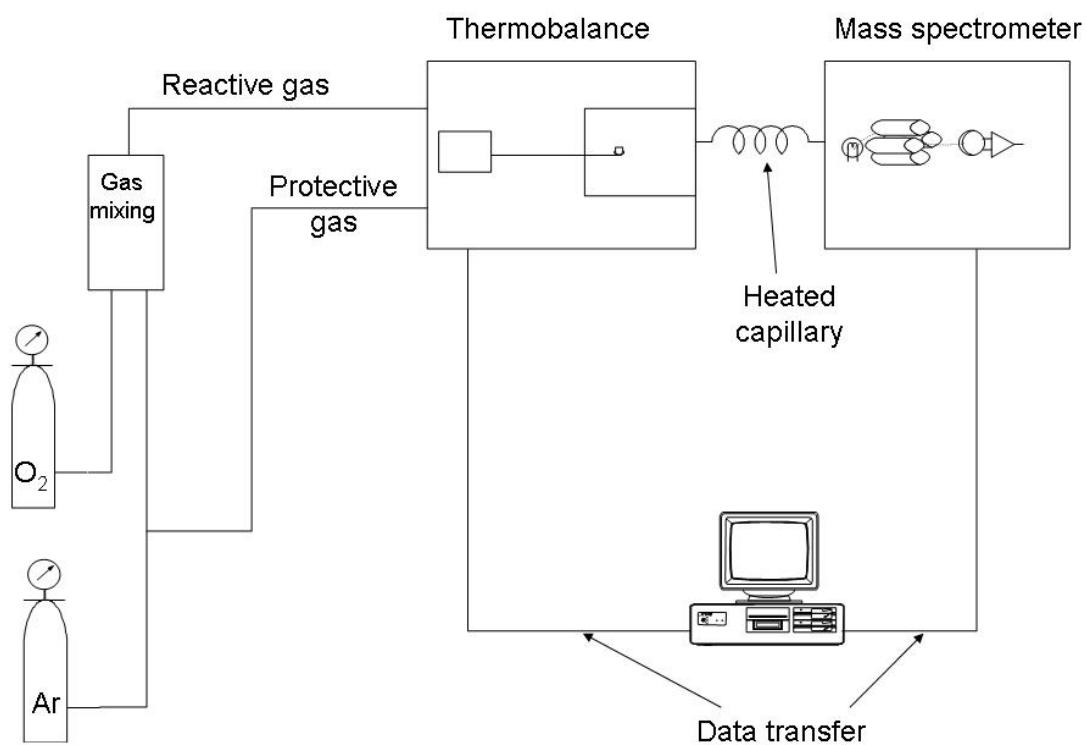 Thermobalance
Mass spectrometer
Reactive gas
Gas
mixing
Protective
gas
Heated
capillary
O₂
Ar
Data transfer